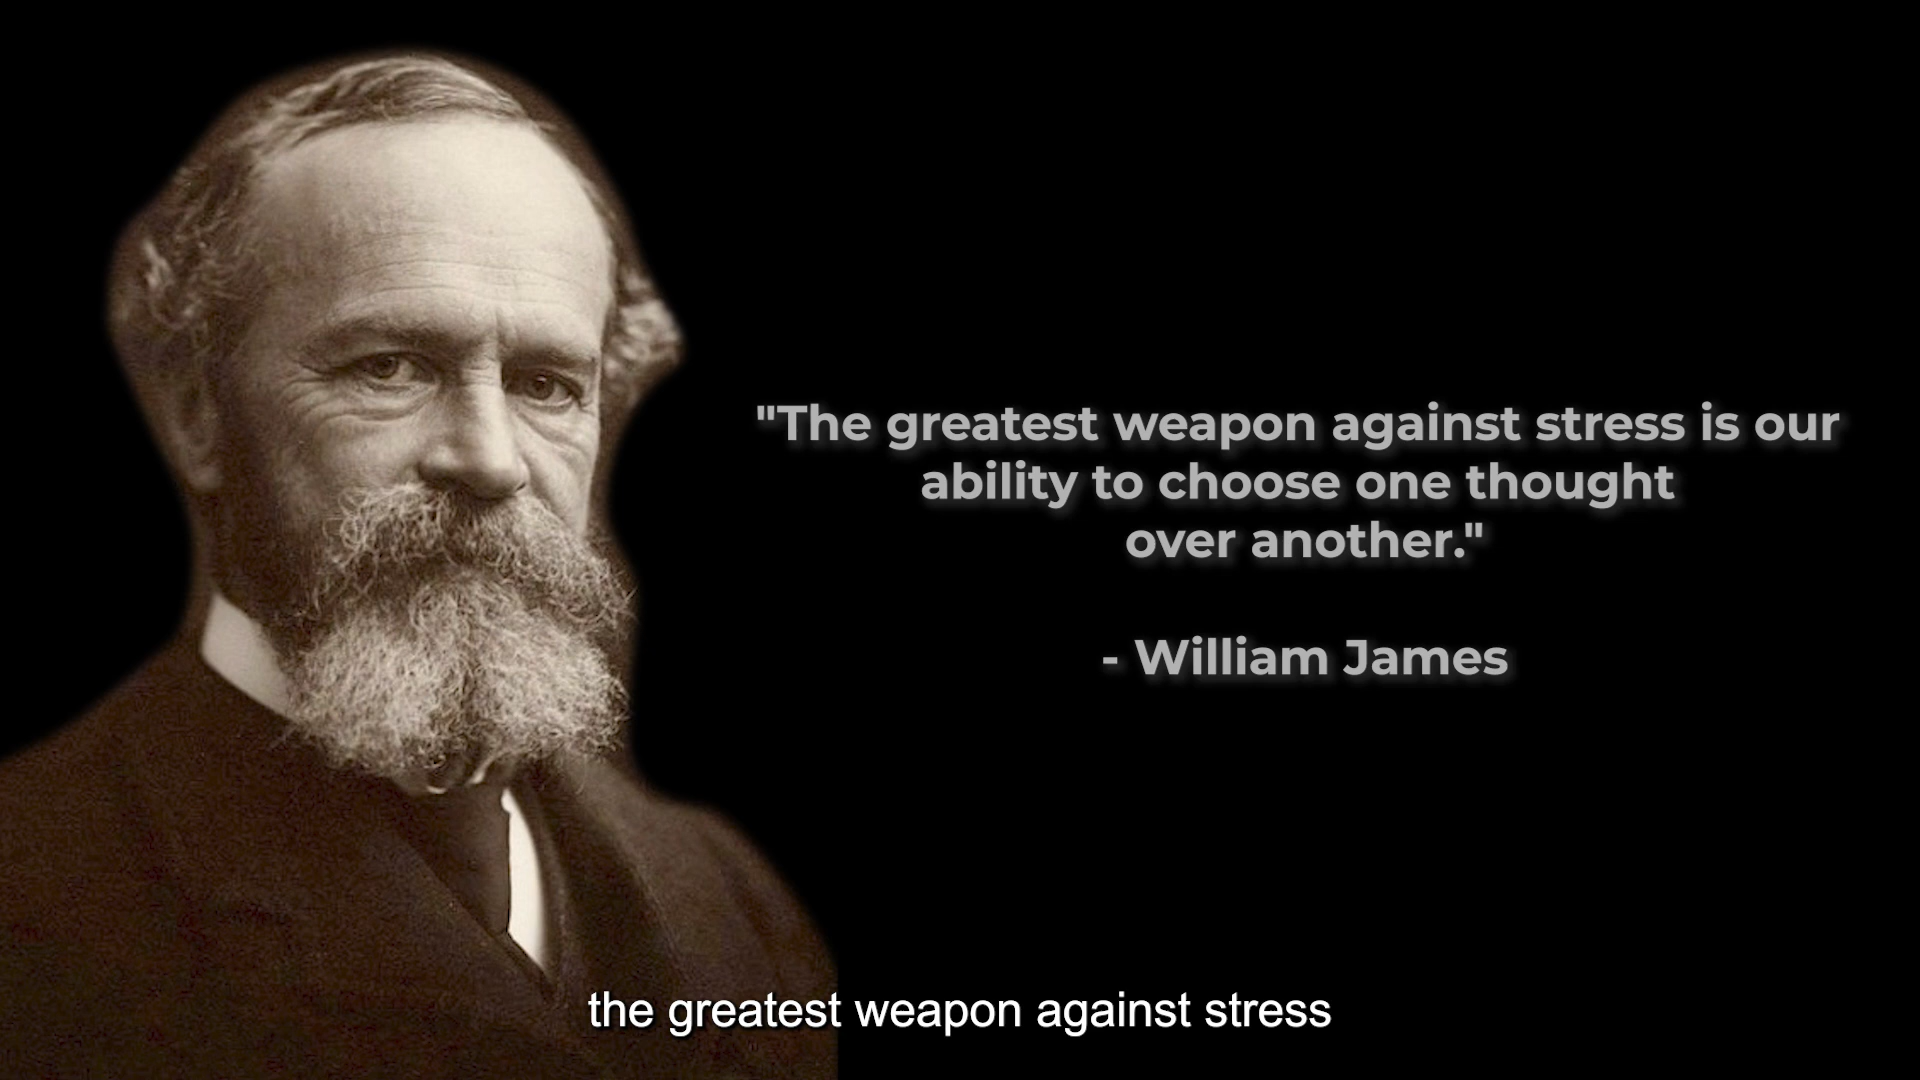 "The greatest weapon against stress is our
ability to choose one thought
over another."
- William James
the greatest weapon against stress